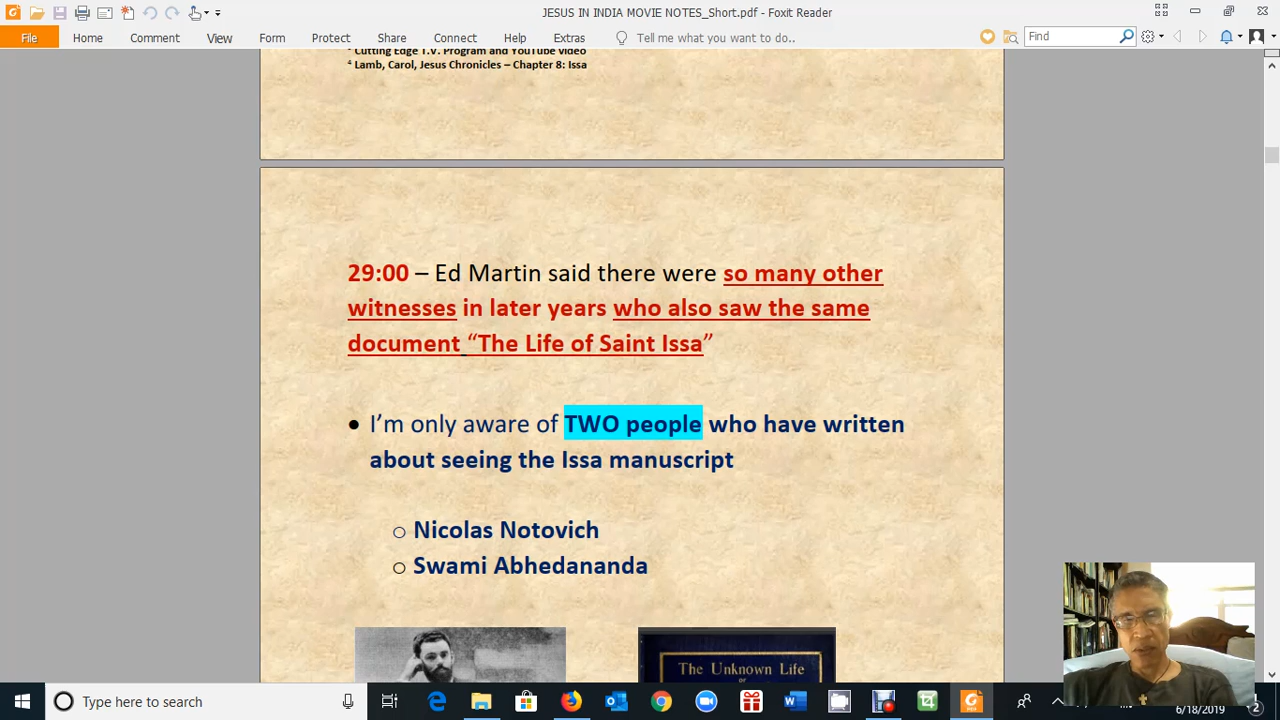 JESUS IN INDIA MOVIE NOTES_Short.pdf - Foxit Reader
File Home Comment View Form Protect Share Connect Help Extras Tell me what you want to do.. Find
Cutting Edge T.V. Program and YouTube video
4 Lamb, Carol, Jesus Chronicles – Chapter 8: Issa
29:00 – Ed Martin said there were so many other
witnesses in later years who also saw the same
document “The Life of Saint Issa”
• I’m only aware of TWO people who have written
about seeing the Issa manuscript
○ Nicolas Notovich
○ Swami Abhedananda
The Unknown Life
OF
Type here to search
6/18/2019
2